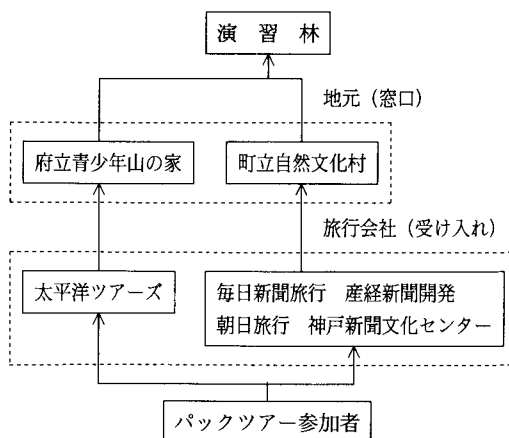 演習林
地元（窓口）
府立青少年山の家
町立自然文化村
旅行会社（受け入れ）
太平洋ツアーズ
毎日新聞旅行　産経新聞開発
朝日旅行　神戸新聞文化センター
パックツアー参加者